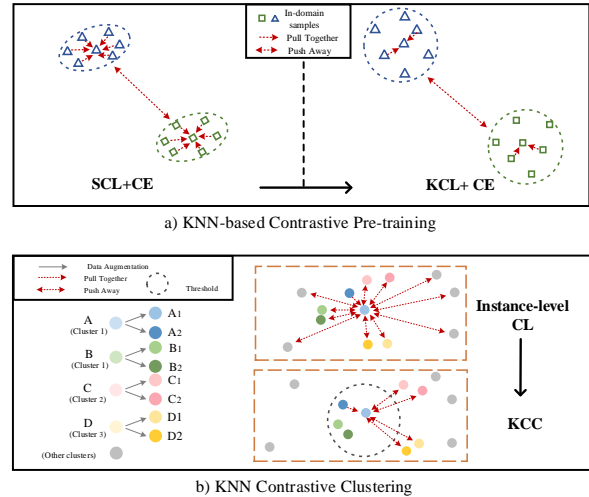 In-domain
samples
Pull Together
Push Away
SCL+CE
KCL+ CE
a) KNN-based Contrastive Pre-training
Data Augmentation
Pull Together
Push Away
Threshold
A
(Cluster 1)
A1
A2
B
(Cluster 1)
B1
B2
C
(Cluster 2)
C1
C2
D
(Cluster 3)
D1
D2
(Other clusters)
Instance-level
CL
KCC
b) KNN Contrastive Clustering